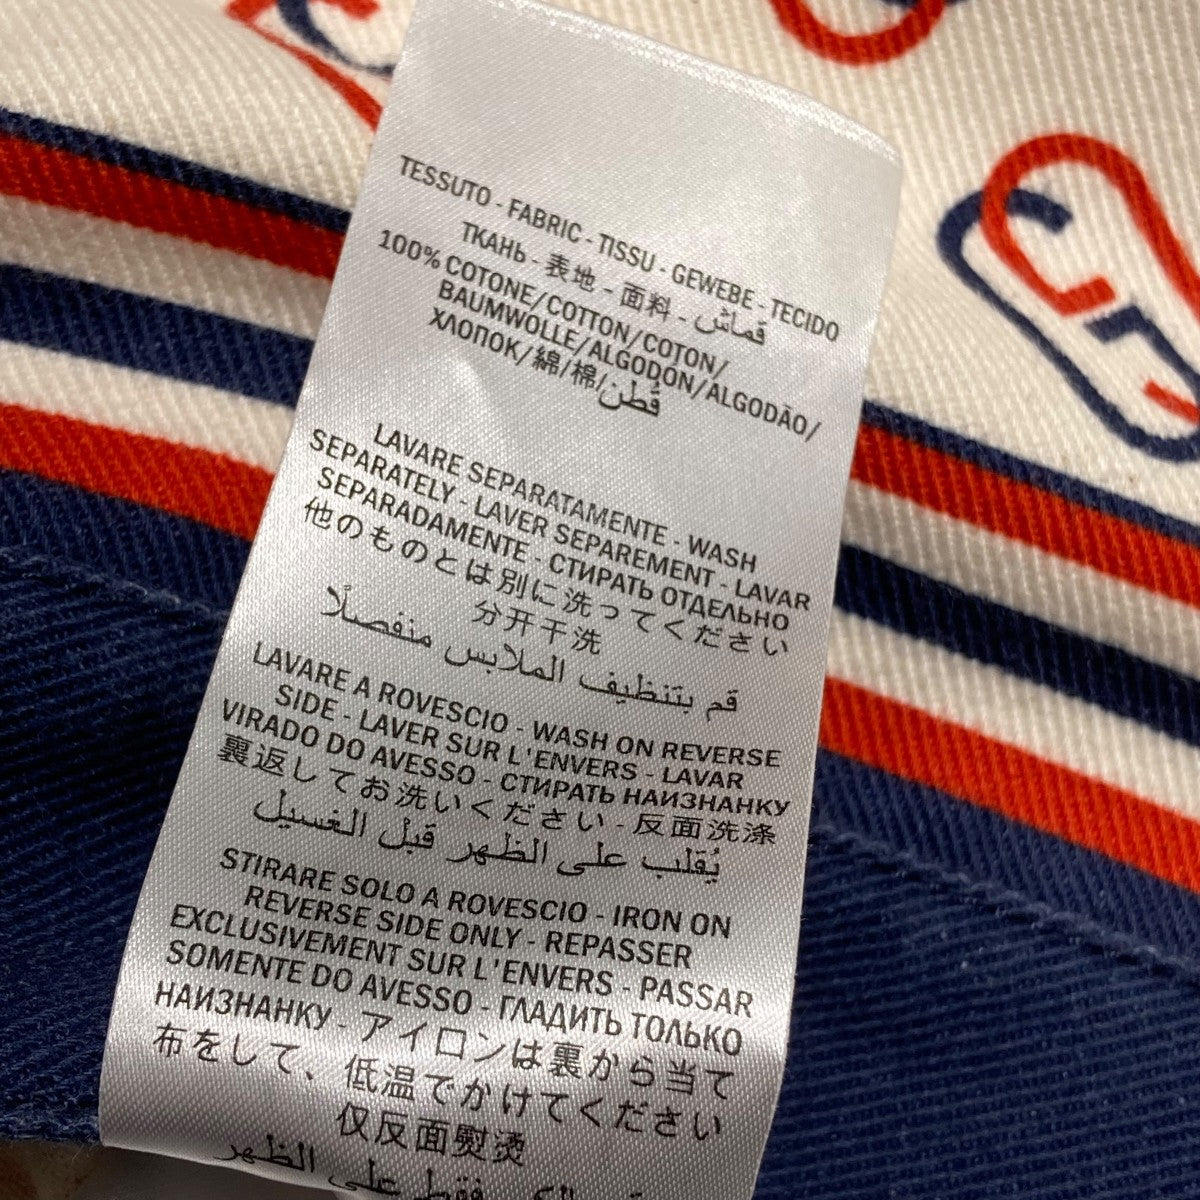 TESSUTO - FABRIC - TISSU - GEWEBE - TECIDO
ТКАНЬ - 表地 - 面料 - قماش
100% COTONE/COTTON/COTON/
BAUMWOLLE/ALGODON/ALGODÃO/
ХЛОПОК/綿/棉/قُطن
LAVARE SEPARATAMENTE - WASH
SEPARATELY - LAVER SEPAREMENT - LAVAR
SEPARADAMENTE - СТИРАТЬ ОТДЕЛЬНО
他のものとは別に洗ってください
分开干洗
قم بتنظيف الملابس منفصلًا
LAVARE A ROVESCIO - WASH ON REVERSE
SIDE - LAVER SUR L'ENVERS - LAVAR
VIRADO DO AVESSO - СТИРАТЬ НАИЗНАНКУ
裏返してお洗いください - 反面洗涤
يُقلب على الظهر قبل الغسيل
STIRARE SOLO A ROVESCIO - IRON ON
REVERSE SIDE ONLY - REPASSER
EXCLUSIVEMENT SUR L'ENVERS - PASSAR
SOMENTE DO AVESSO - ГЛАДИТЬ ТОЛЬКО
НАИЗНАНКУ - アイロンは裏から当て
布をして、低温でかけてください
仅反面熨烫
فقط على الظهر